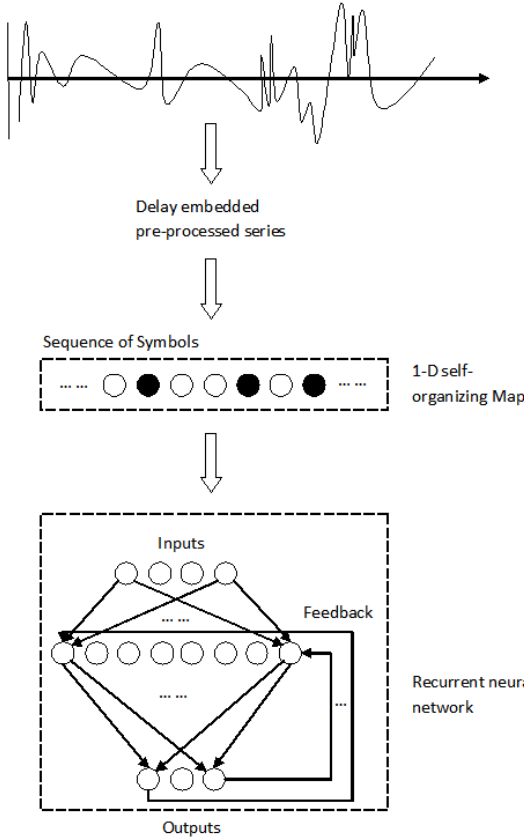 Delay embedded
pre-processed series
Sequence of Symbols
... ...
... ...
1-D self-
organizing Map
Inputs
... ...
Feedback
... ...
...
Recurrent neura
network
Outputs